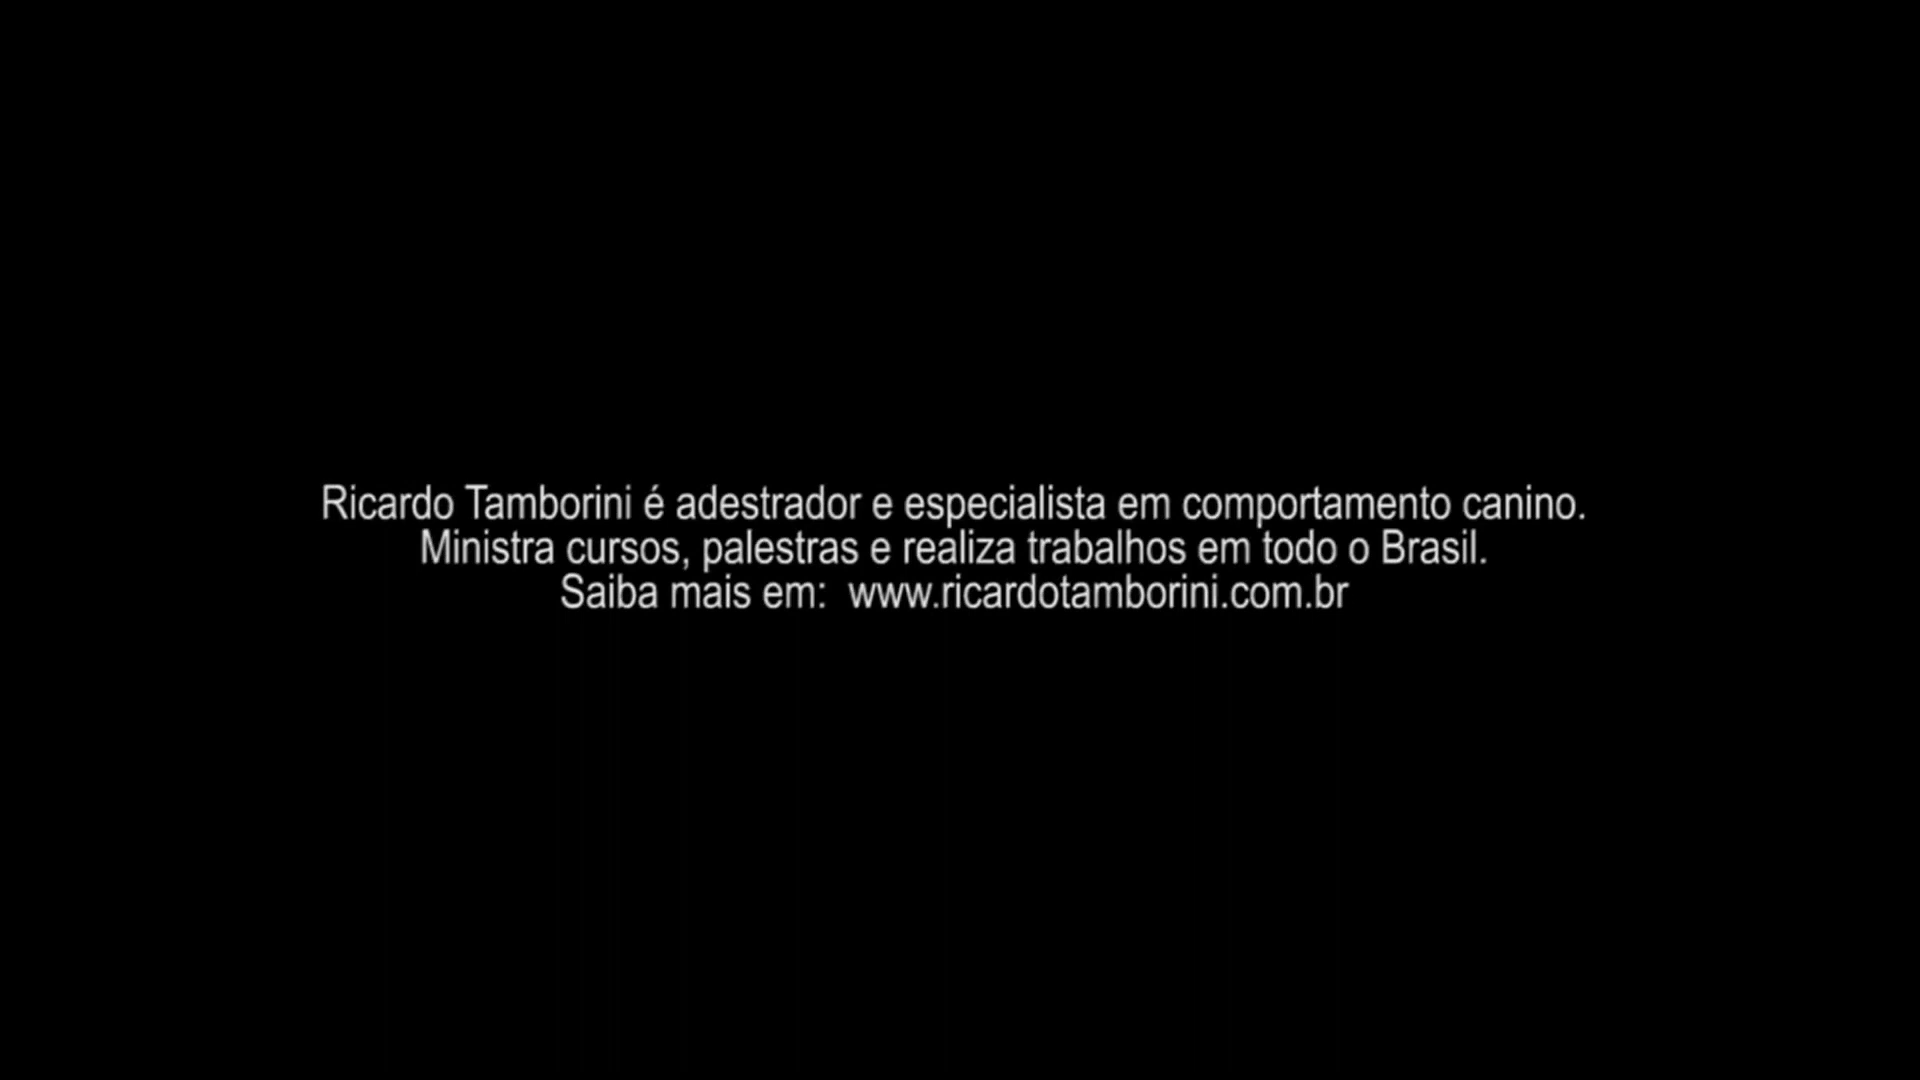 Ricardo Tamborini é adestrador e especialista em comportamento canino.
Ministra cursos, palestras e realiza trabalhos em todo o Brasil.
Saiba mais em: www.ricardotamborini.com.br